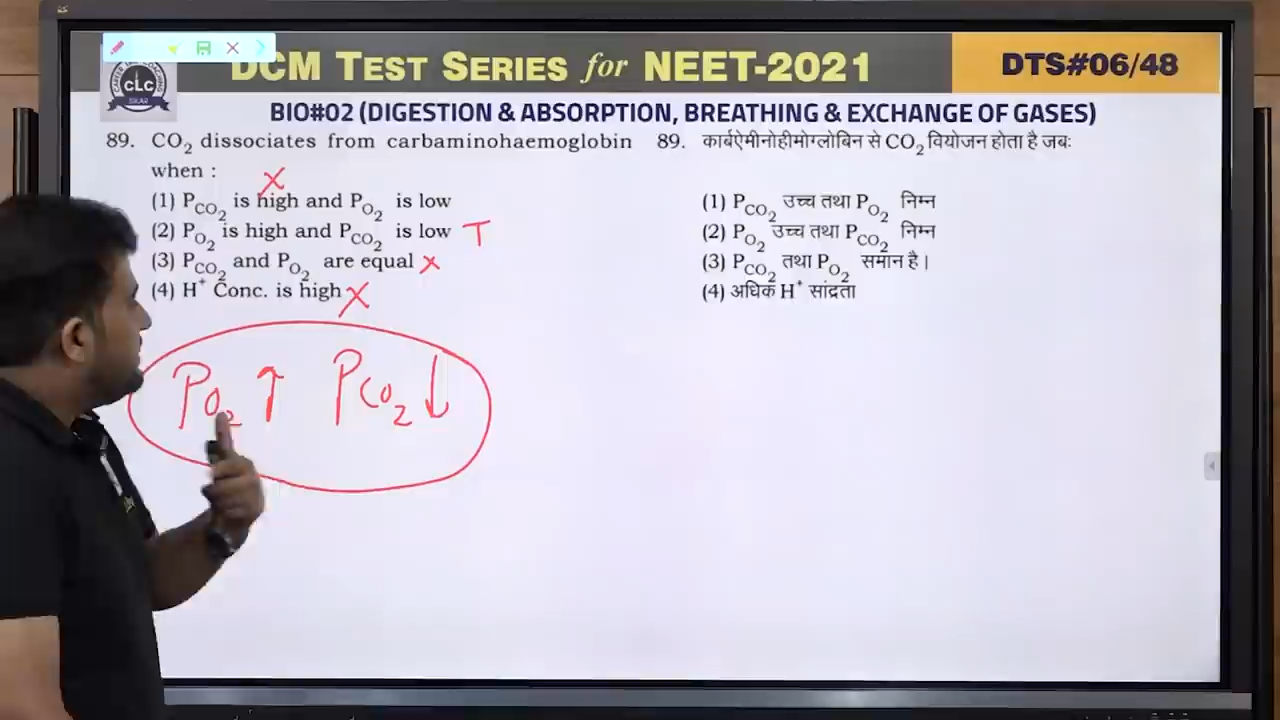 DCM TEST SERIES for NEET-2021
DTS#06/48
CLC
SIKAR
BIO#02 (DIGESTION & ABSORPTION, BREATHING & EXCHANGE OF GASES)
89. CO2 dissociates from carbaminohaemoglobin
when :
X
(1) PCO2 is high and PO2 is low
(2) PO2 is high and PCO2 is low T
(3) PCO2 and PO2 are equal X
(4) H+ Conc. is high X
PO2 ↑ PCO2 ↓
89. कार्बऐमीनोहीमोग्लोबिन से CO2 वियोजन होता है जबः
(1) PCO2 उच्च तथा PO2 निम्न
(2) PO2 उच्च तथा PCO2 निम्न
(3) PCO2 तथा PO2 समान है।
(4) अधिक H+ सांद्रता